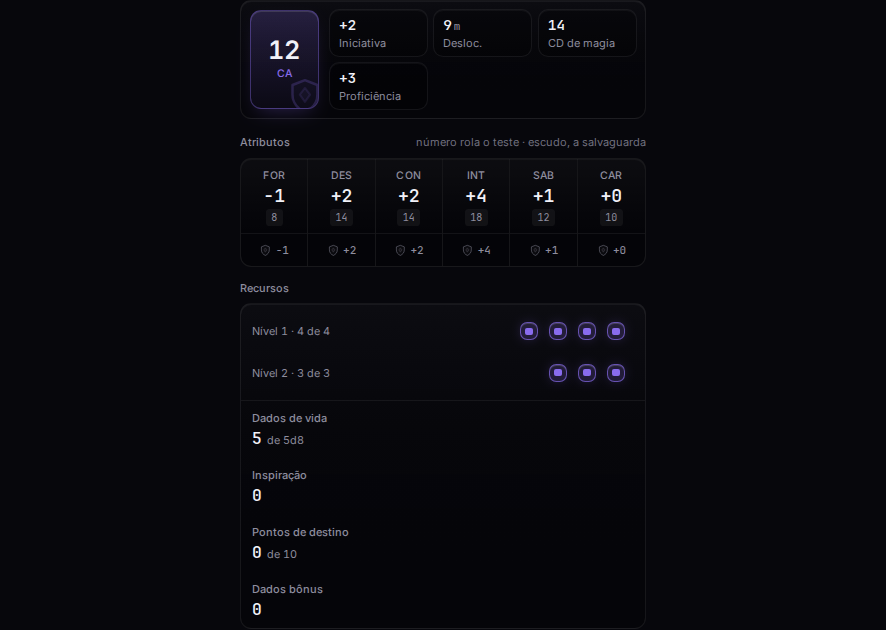 12
CA
+2
Iniciativa
9 m
Desloc.
14
CD de magia
+3
Proficiência
Atributos
número rola o teste · escudo, a salvaguarda
FOR DES CON INT SAB CAR
-1 +2 +2 +4 +1 +0
8 14 14 18 12 10
-1 +2 +2 +4 +1 +0
Recursos
Nível 1 · 4 de 4
Nível 2 · 3 de 3
Dados de vida
5 de 5d8
Inspiração
0
Pontos de destino
0 de 10
Dados bônus
0